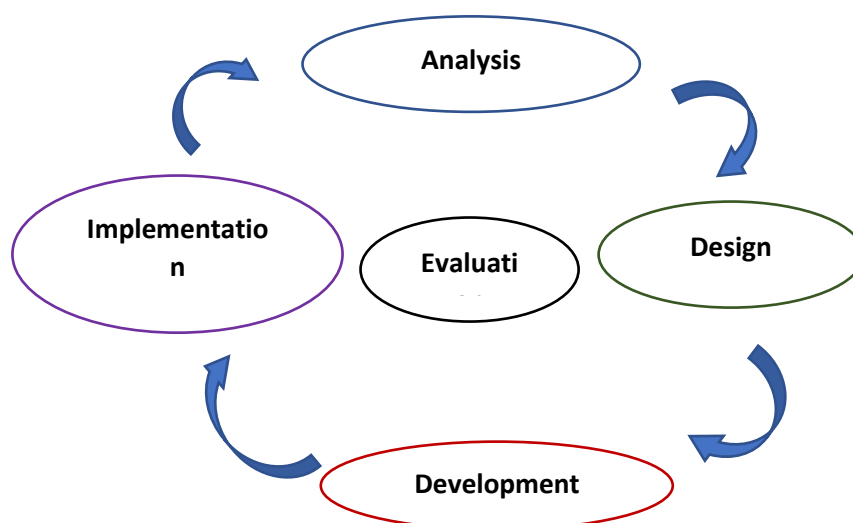 Analysis
Implementatio
n
Evaluati
Design
Development